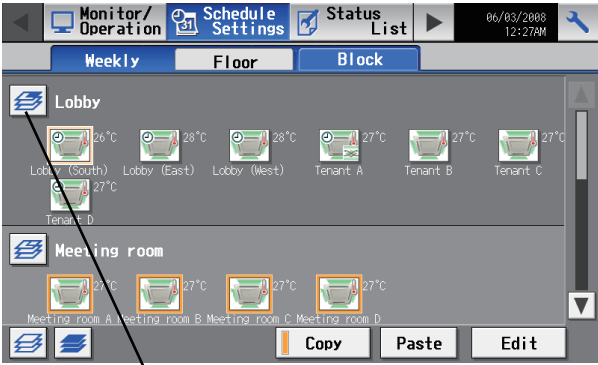 Monitor/ Operation
31 Schedule Settings
Status List
06/03/2008
12:27AM
Weekly Floor Block
Lobby
26°C 28°C 28°C 27°C 27°C 27°C
Lobby (South) Lobby (East) Lobby (West) Tenant A Tenant B Tenant C
27°C
Tenant D
Meeting room
27°C 27°C 27°C 27°C
Meeting room A Meeting room B Meeting room C Meeting room D
Copy Paste Edit